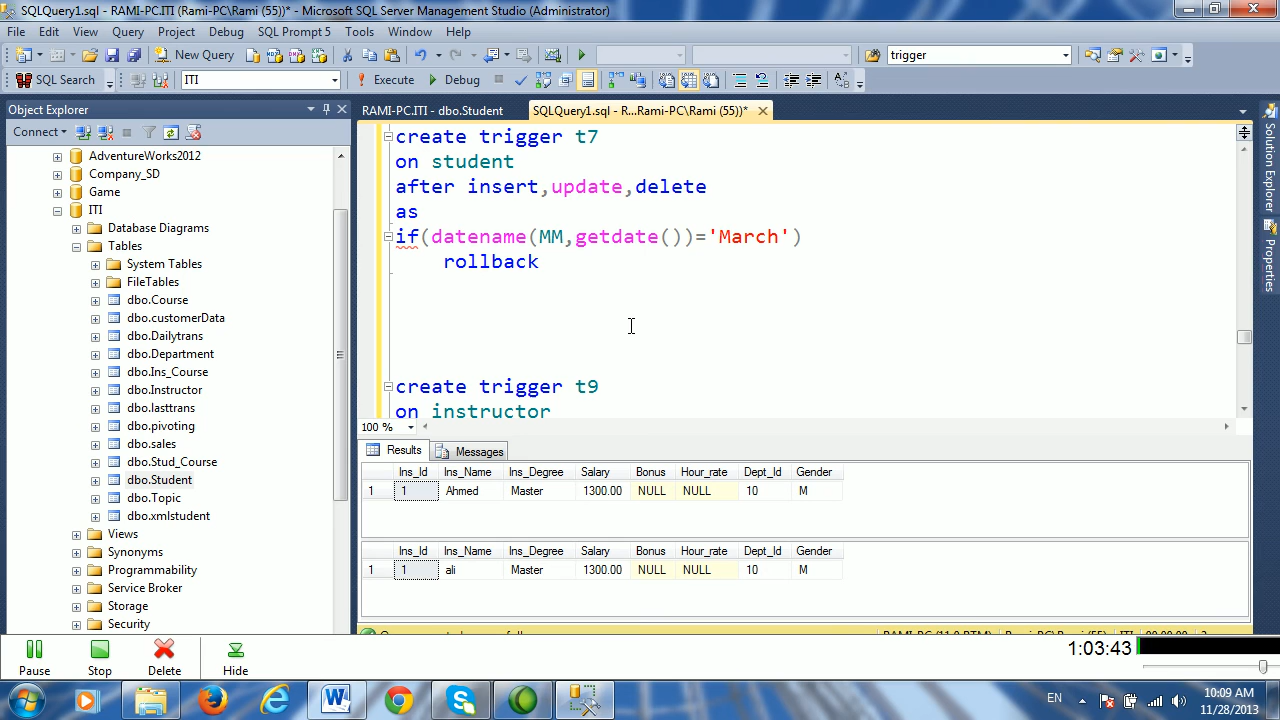 SQLQuery1.sql - RAMI-PC.ITI (Rami-PC\Rami (55))* - Microsoft SQL Server Management Studio (Administrator)
File Edit View Query Project Debug SQL Prompt 5 Tools Window Help
New Query trigger
SQL Search ITI Execute Debug
Object Explorer
RAMI-PC.ITI - dbo.Student SQLQuery1.sql - R...Rami-PC\Rami (55))*
Connect
AdventureWorks2012
Company_SD
Game
ITI
Database Diagrams
Tables
System Tables
FileTables
dbo.Course
dbo.customerData
dbo.Dailytrans
dbo.Department
dbo.Ins_Course
dbo.Instructor
dbo.lasttrans
dbo.pivoting
dbo.sales
dbo.Stud_Course
dbo.Student
dbo.Topic
dbo.xmlstudent
Views
Synonyms
Programmability
Service Broker
Storage
Security
create trigger t7
on student
after insert,update,delete
as
if(datename(MM,getdate())='March')
rollback
create trigger t9
on instructor
100 %
Results Messages
Ins_Id Ins_Name Ins_Degree Salary Bonus Hour_rate Dept_Id Gender
1 1 Ahmed Master 1300.00 NULL NULL 10 M
Ins_Id Ins_Name Ins_Degree Salary Bonus Hour_rate Dept_Id Gender
1 1 ali Master 1300.00 NULL NULL 10 M
Solution Explorer
Properties
Pause Stop Delete Hide
1:03:43
EN
10:09 AM
11/28/2013